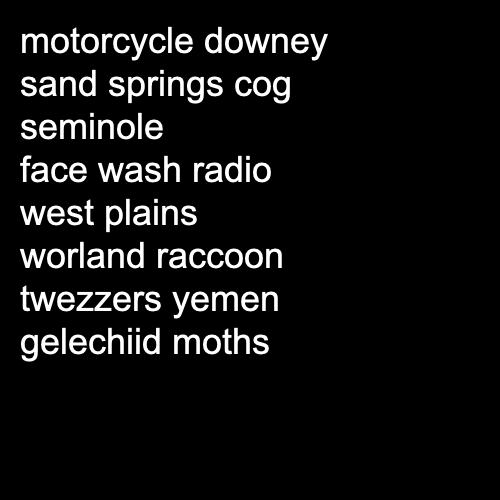 motorcycle downey
sand springs cog
seminole
face wash radio
west plains
worland raccoon
twezzers yemen
gelechiid moths